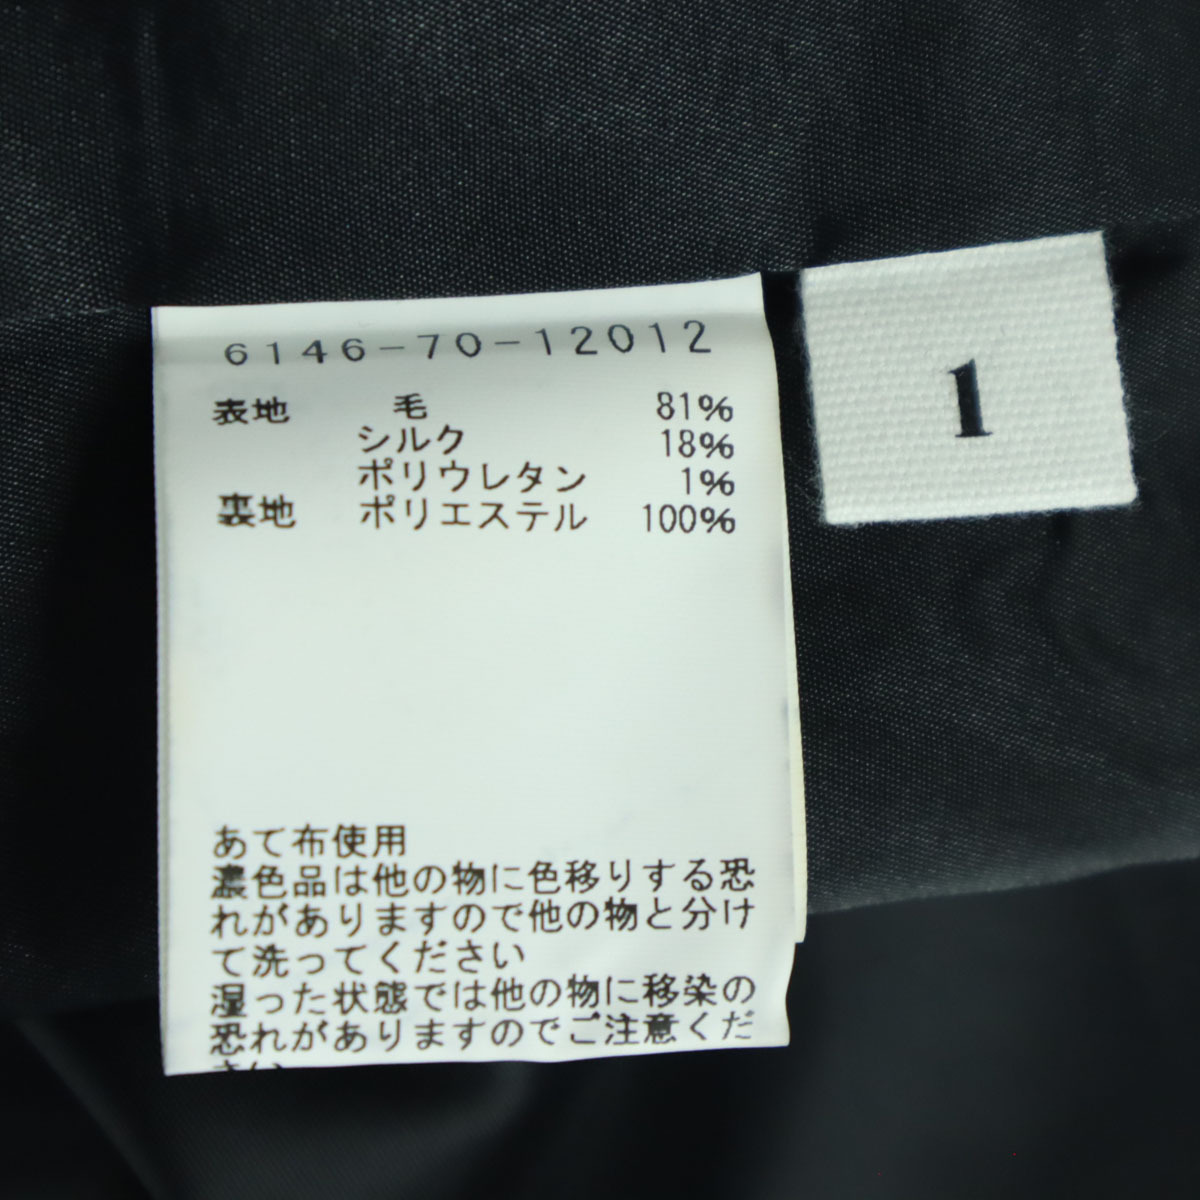 6146-70-12012
表地 毛 81%
シルク 18%
ポリウレタン 1%
裏地 ポリエステル 100%
あて布使用
濃色品は他の物に色移りする恐
れがありますので他の物と分け
て洗ってください
湿った状態では他の物に移染の
恐れがありますのでご注意くだ
さい
1